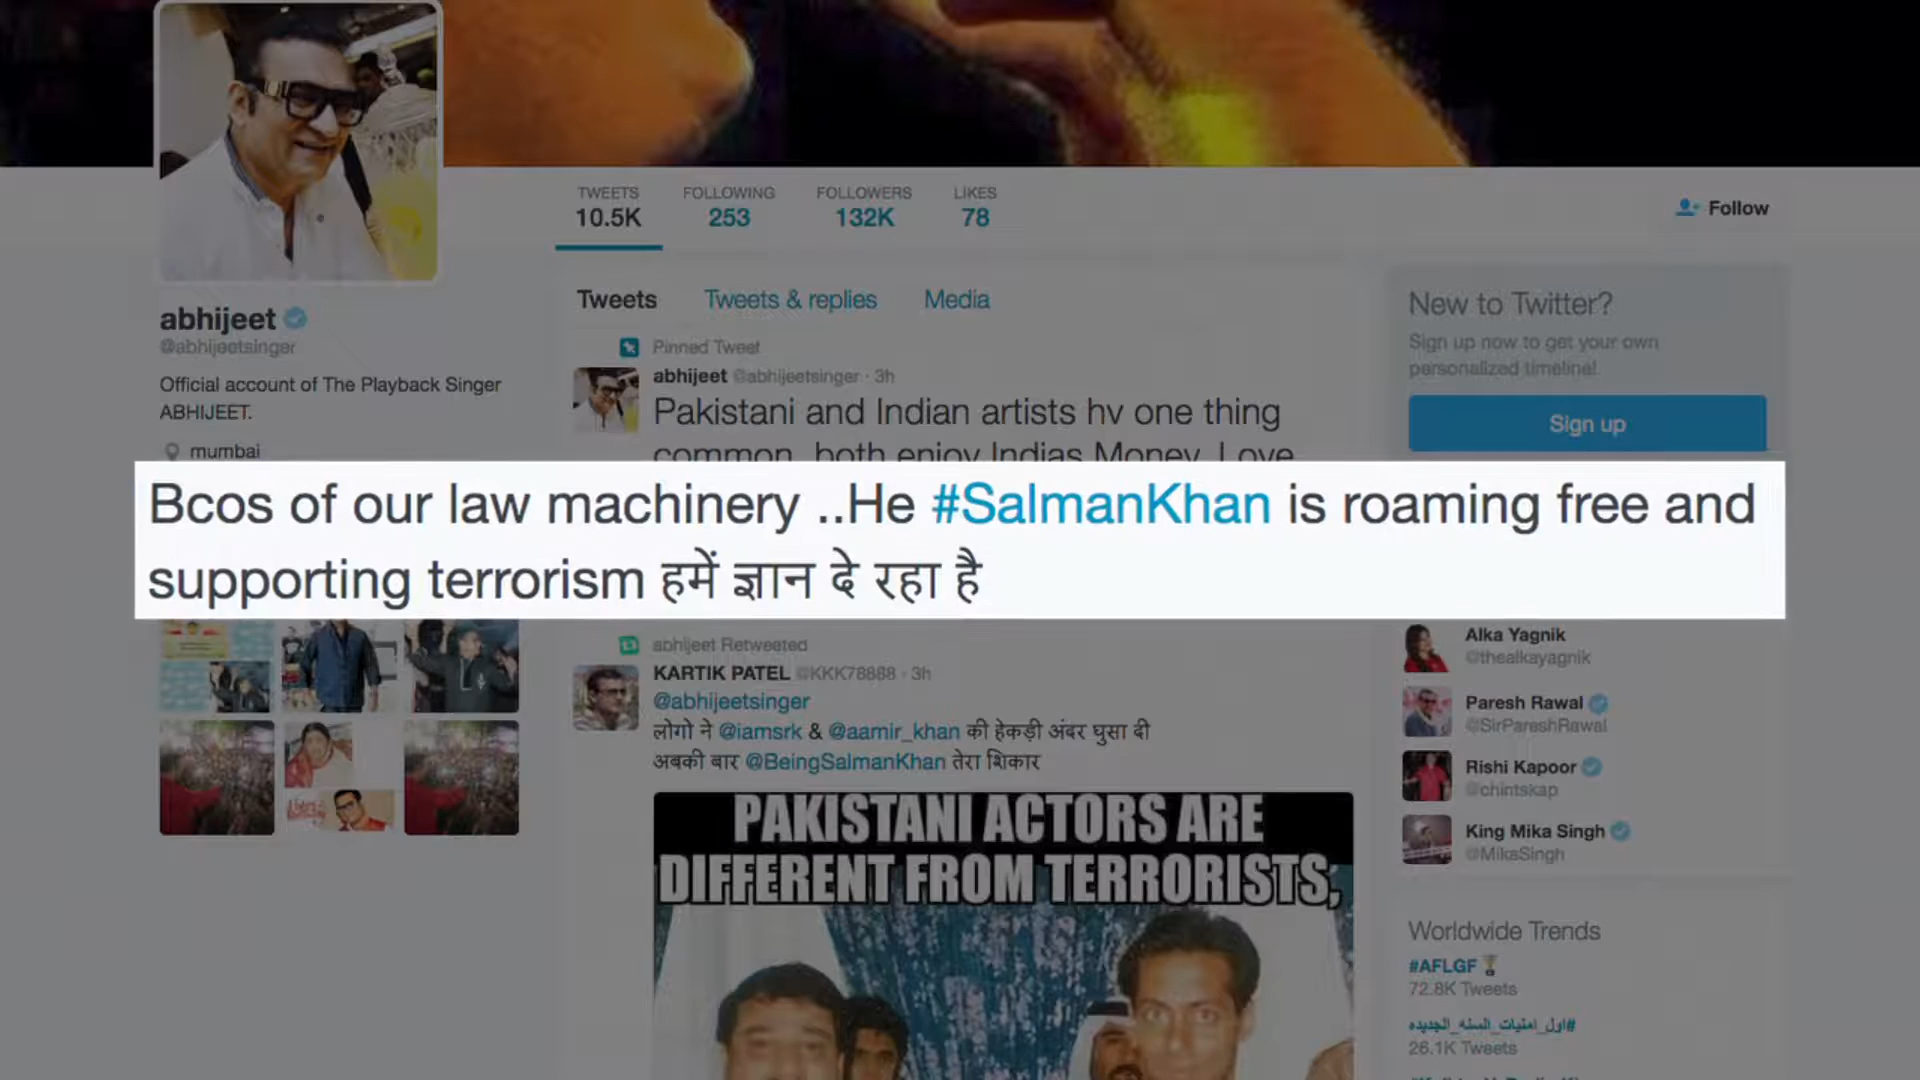 TWEETS
10.5K
FOLLOWING
253
FOLLOWERS
132K
LIKES
78
Follow
abhijeet
@abhijeetsinger
Official account of The Playback Singer
ABHIJEET.
mumbai
Tweets
Tweets & replies
Media
Pinned Tweet
abhijeet @abhijeetsinger · 3h
Pakistani and Indian artists hv one thing
common, both enjoy Indias Money, Love
Bcos of our law machinery ..He #SalmanKhan is roaming free and
supporting terrorism हमें ज्ञान दे रहा है
abhijeet Retweeted
KARTIK PATEL @KKK78888 · 3h
@abhijeetsinger
लोगो ने @iamsrk & @aamir_khan की हेकड़ी अंदर घुसा दी
अबकी बार @BeingSalmanKhan तेरा शिकार
PAKISTANI ACTORS ARE
DIFFERENT FROM TERRORISTS,
New to Twitter?
Sign up now to get your own
personalized timeline!
Sign up
Alka Yagnik
@thealkayagnik
Paresh Rawal
@SirPareshRawal
Rishi Kapoor
@chintskap
King Mika Singh
@MikaSingh
Worldwide Trends
#AFLGF
72.8K Tweets
#اول_امنيات_السنه_الجديده
26.1K Tweets